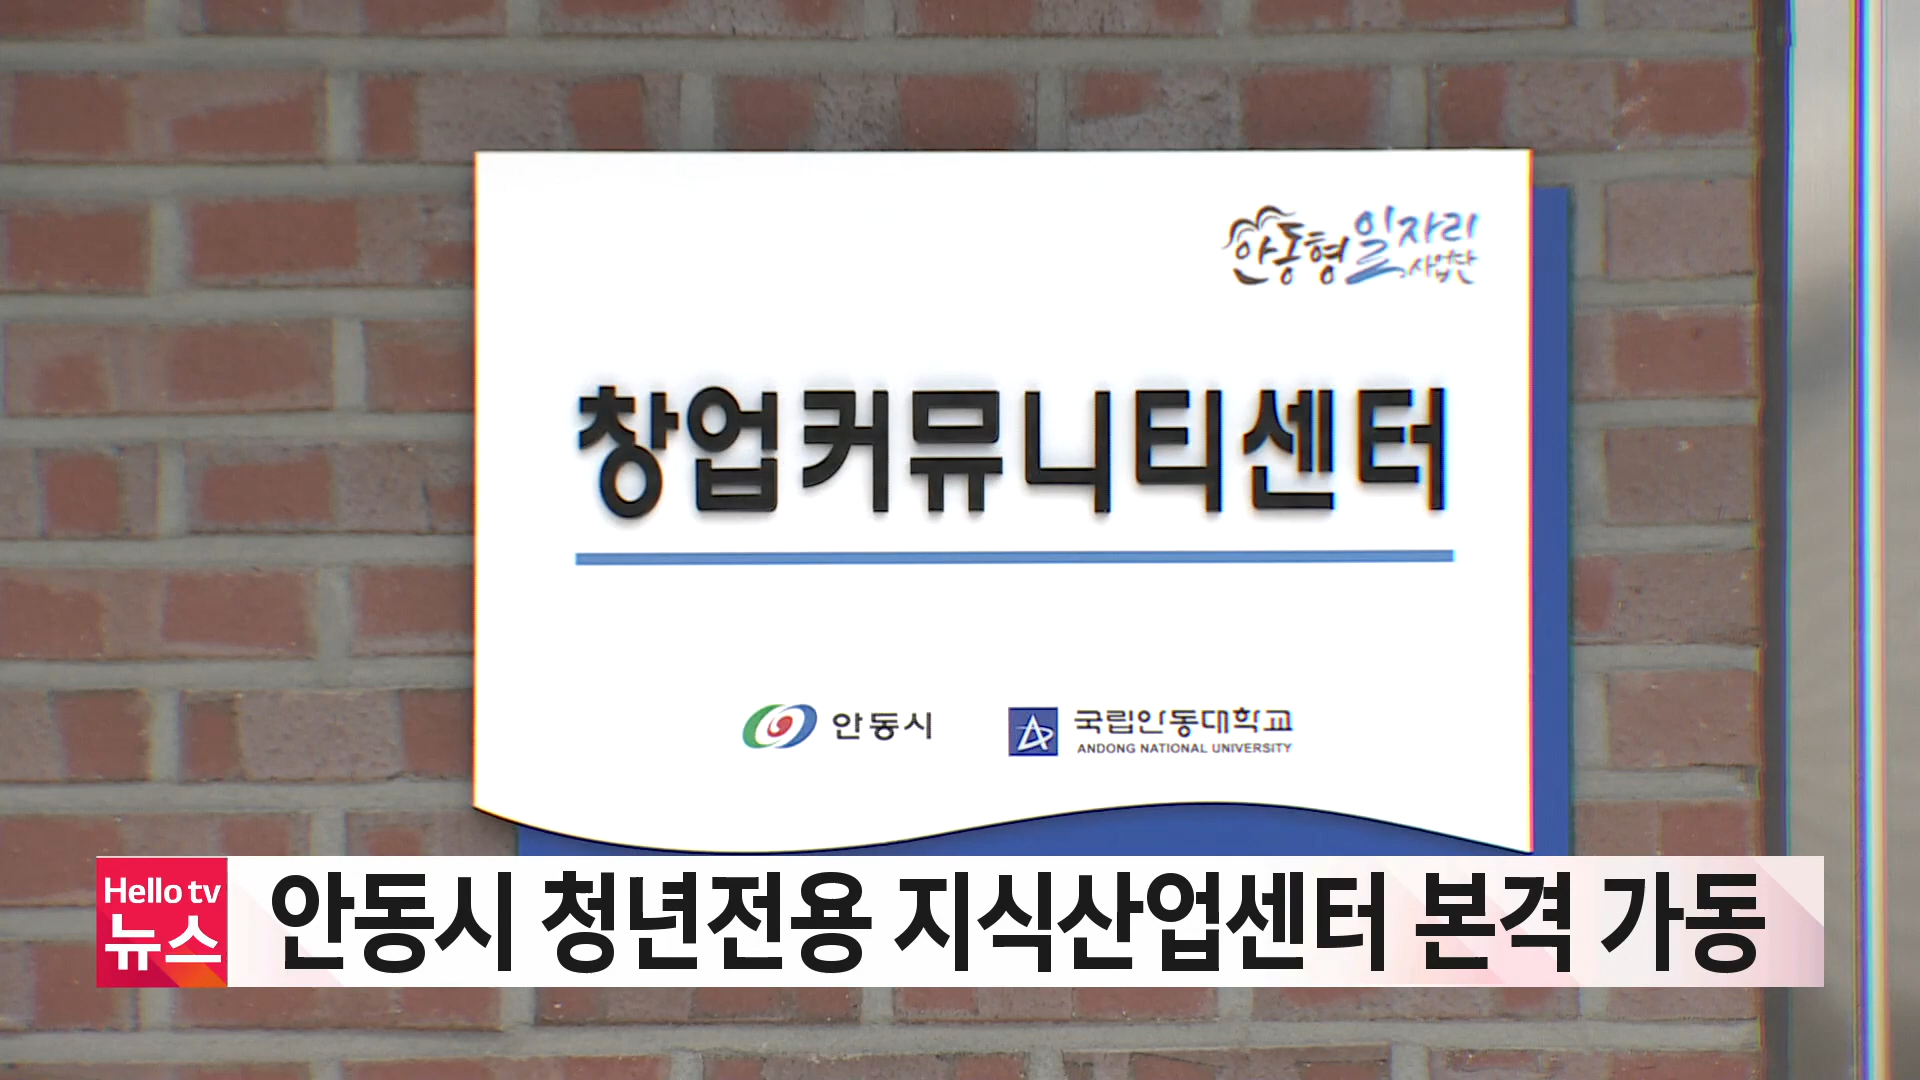 안동형 일자리
사업단
창업커뮤니티센터
안동시
국립안동대학교
ANDONG NATIONAL UNIVERSITY
Hello tv
뉴스
안동시 청년전용 지식산업센터 본격 가동